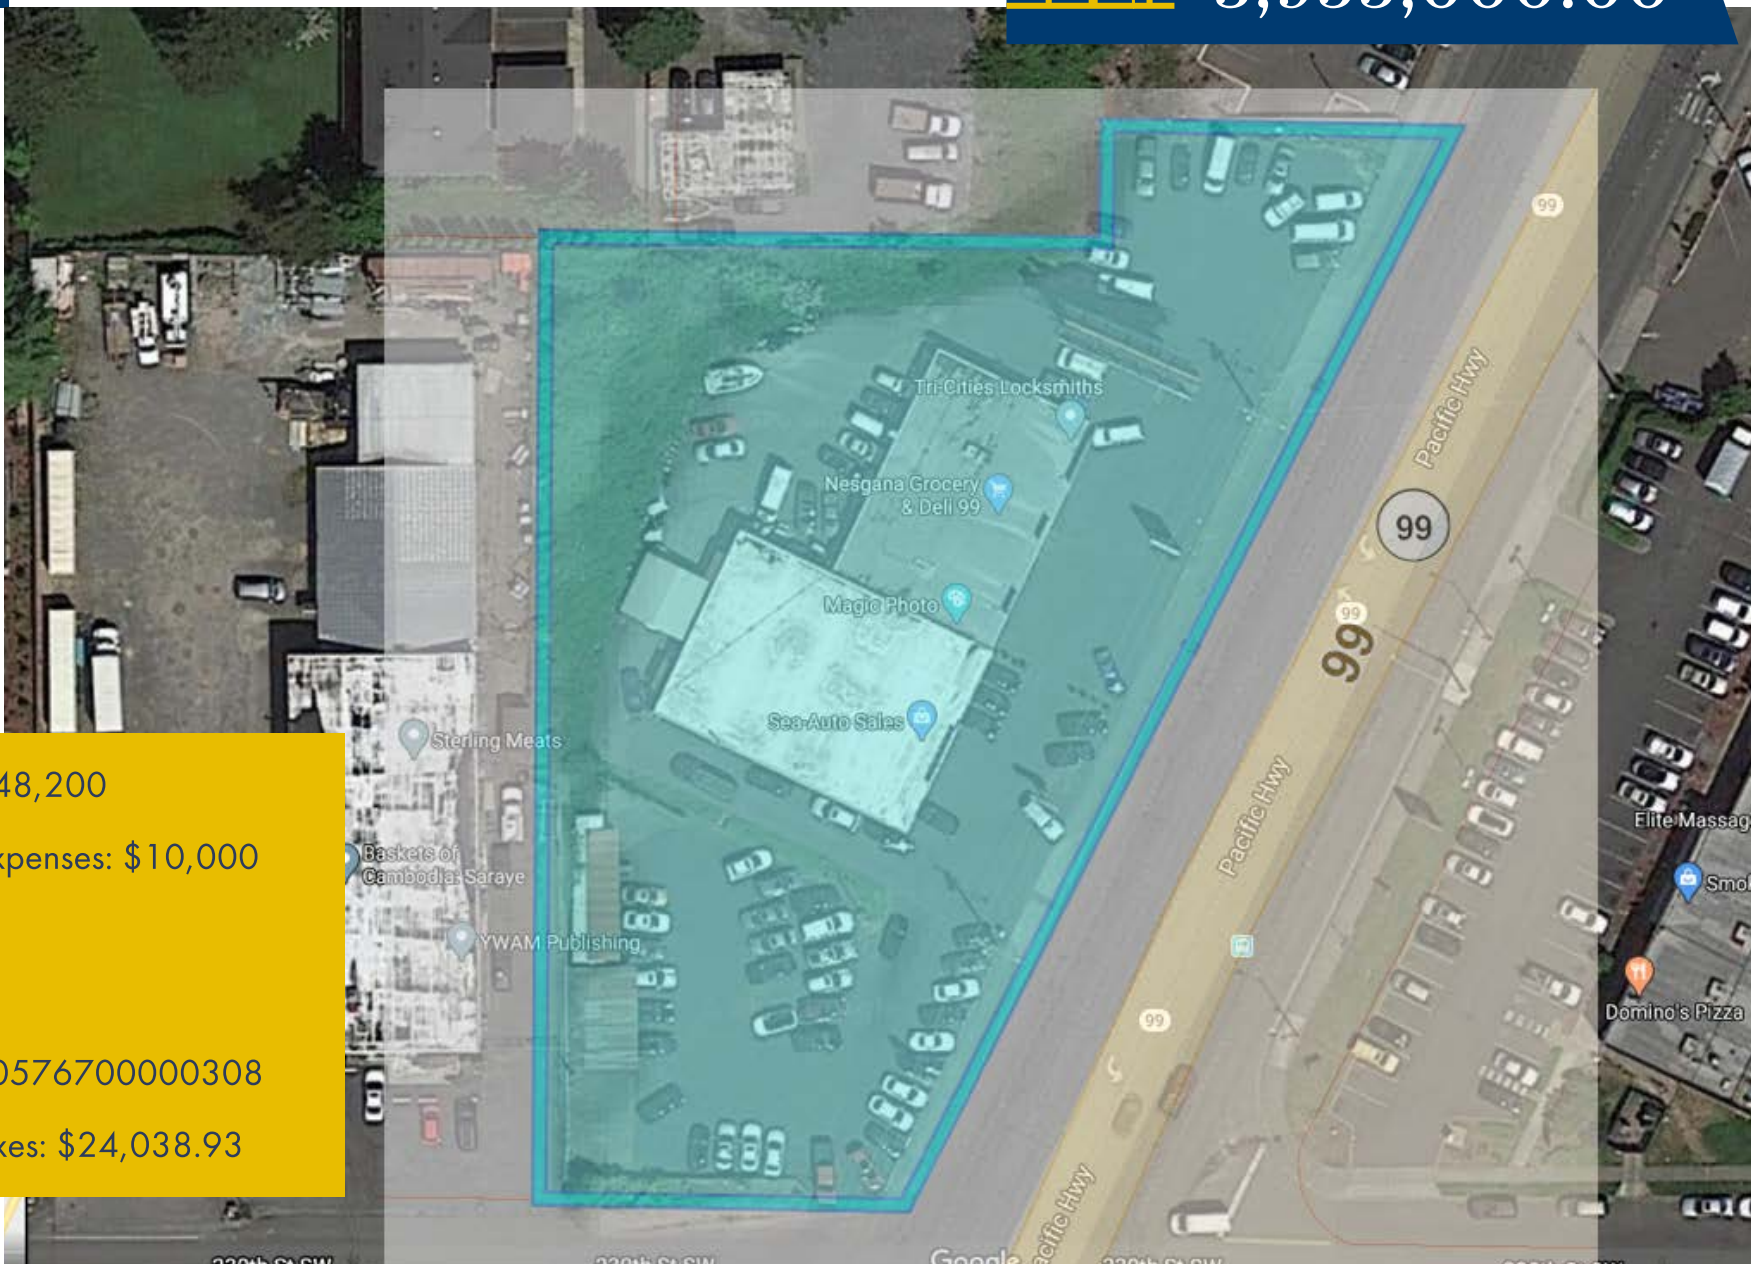 99
Pacific Hwy
Tri-Cities Locksmiths
Nesgana Grocery
& Deli 99
99
Magic Photo
99
99
Sea-Auto Sales
Sterling Meats
48,200
Pacific Hwy
Elite Massag
xpenses: $10,000
Baskets of
Cambodia: Saraye
Smol
YWAM Publishing
Domino's Pizza
99
0576700000308
xes: $24,038.93
acific Hwy
Google